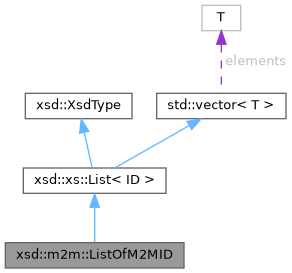 T
elements
xsd::XsdType
std::vector< T >
xsd::xs::List< ID >
xsd::m2m::ListOfM2MID